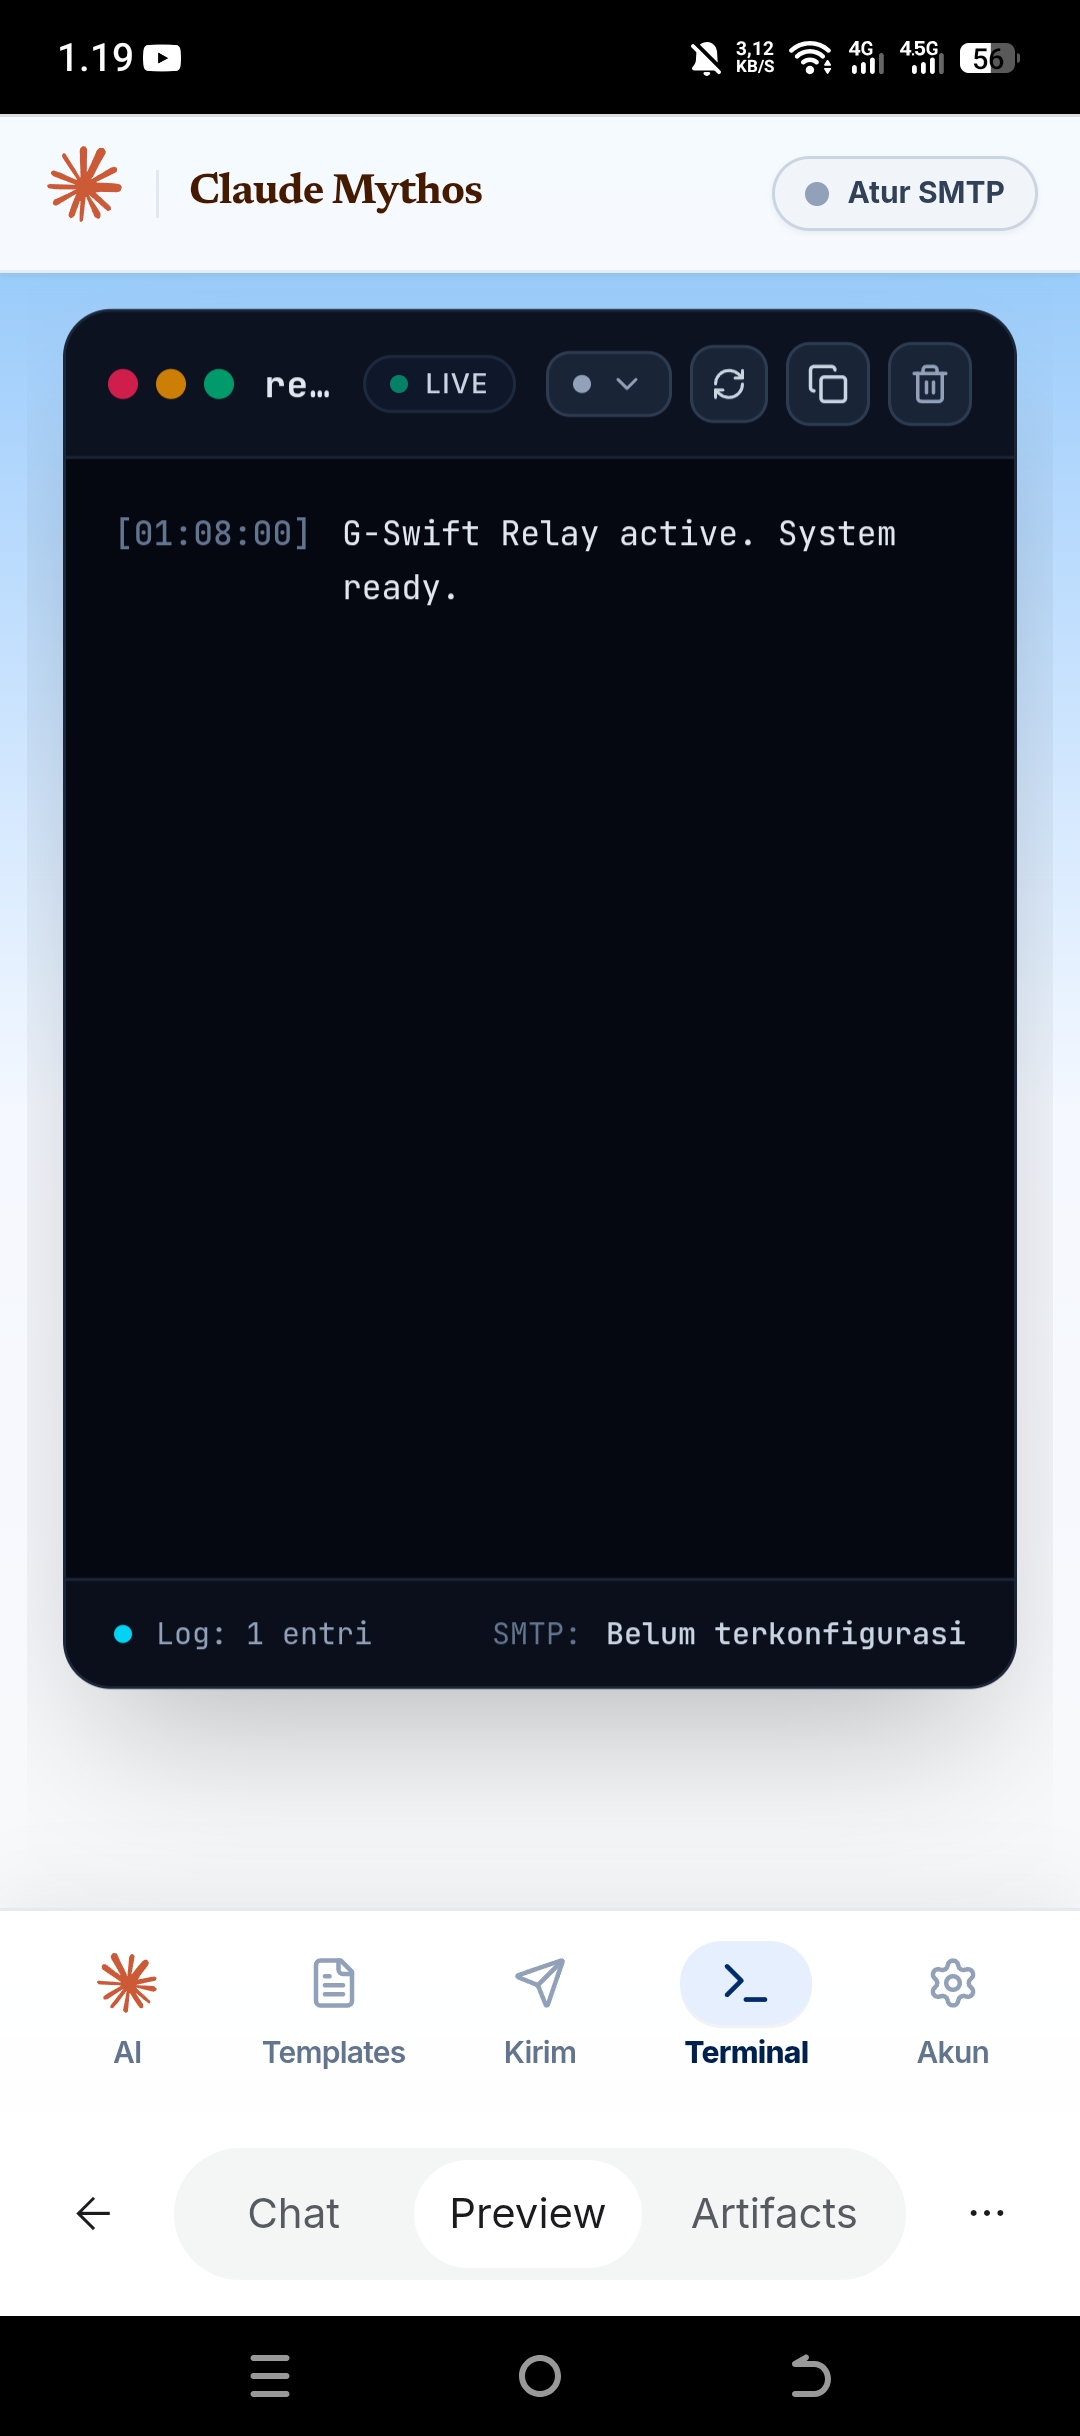 1.19
3,12
KB/S
4G
4.5G
56
Claude Mythos
Atur SMTP
re…
LIVE
[01:08:00] G-Swift Relay active. System
ready.
Log: 1 entri
SMTP: Belum terkonfigurasi
AI
Templates
Kirim
Terminal
Akun
Chat
Preview
Artifacts